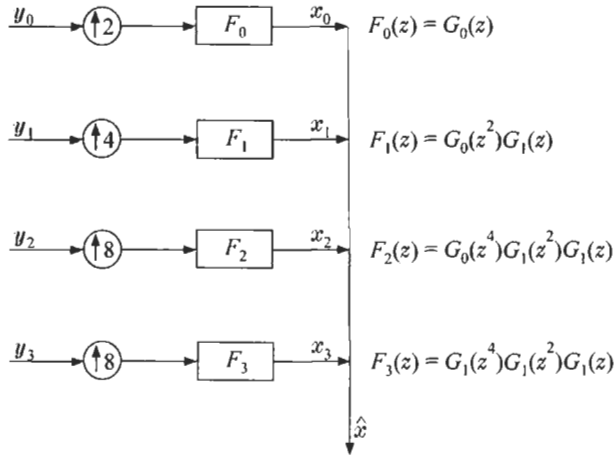 y₀ ↑2 F₀ x₀ F₀(z) = G₀(z)
y₁ ↑4 F₁ x₁ F₁(z) = G₀(z²)G₁(z)
y₂ ↑8 F₂ x₂ F₂(z) = G₀(z⁴)G₁(z²)G₁(z)
y₃ ↑8 F₃ x₃ F₃(z) = G₁(z⁴)G₁(z²)G₁(z)
x̂